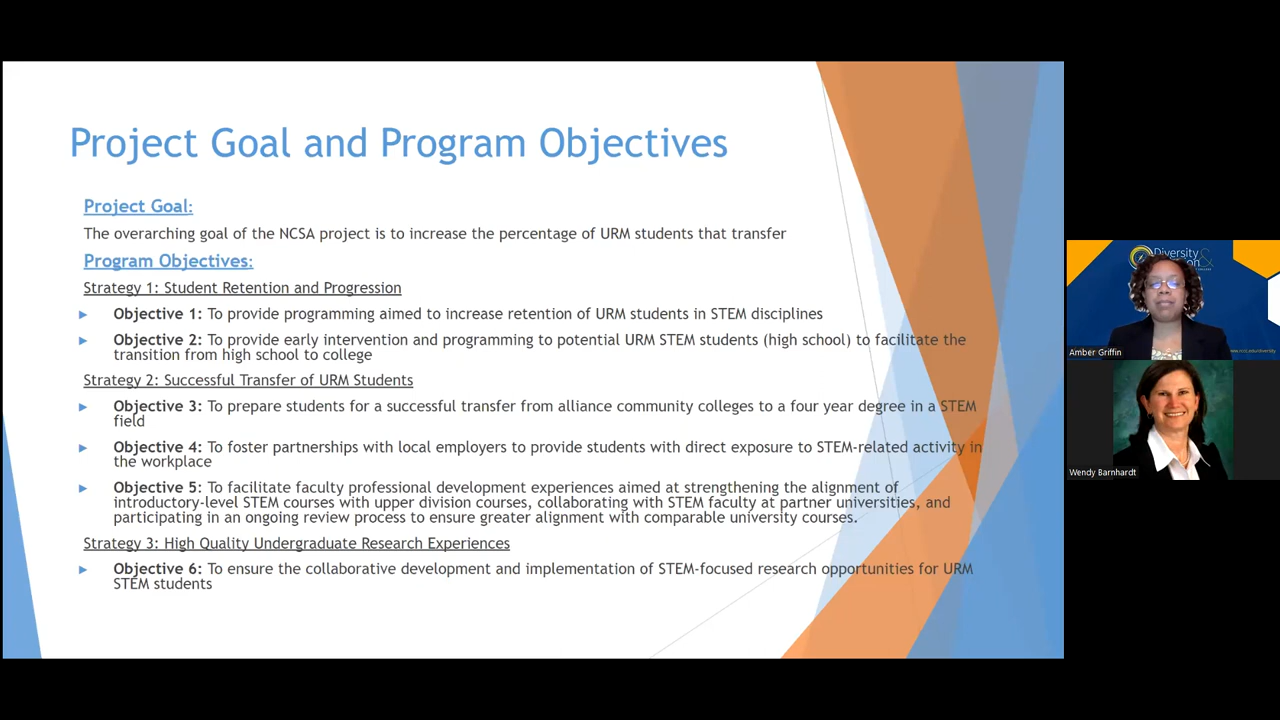 Project Goal and Program Objectives
Project Goal:
The overarching goal of the NCSA project is to increase the percentage of URM students that transfer
Program Objectives:
Strategy 1: Student Retention and Progression
Objective 1: To provide programming aimed to increase retention of URM students in STEM disciplines
Objective 2: To provide early intervention and programming to potential URM STEM students (high school) to facilitate the
transition from high school to college
Strategy 2: Successful Transfer of URM Students
Objective 3: To prepare students for a successful transfer from alliance community colleges to a four year degree in a STEM
field
Objective 4: To foster partnerships with local employers to provide students with direct exposure to STEM-related activity in
the workplace
Objective 5: To facilitate faculty professional development experiences aimed at strengthening the alignment of
introductory-level STEM courses with upper division courses, collaborating with STEM faculty at partner universities, and
participating in an ongoing review process to ensure greater alignment with comparable university courses.
Strategy 3: High Quality Undergraduate Research Experiences
Objective 6: To ensure the collaborative development and implementation of STEM-focused research opportunities for URM
STEM students
Diversity &
Amber Griffin
Wendy Barnhardt